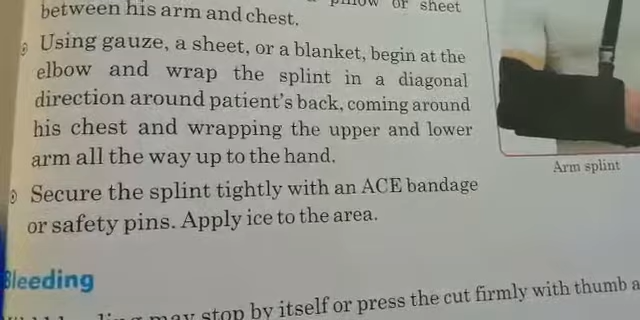 pillow or sheet
between his arm and chest.
Using gauze, a sheet, or a blanket, begin at the
elbow and wrap the splint in a diagonal
direction around patient's back, coming around
his chest and wrapping the upper and lower
arm all the way up to the hand.
Arm splint
Secure the splint tightly with an ACE bandage
or safety pins. Apply ice to the area.
Bleeding
may stop by itself or press the cut firmly with thumb